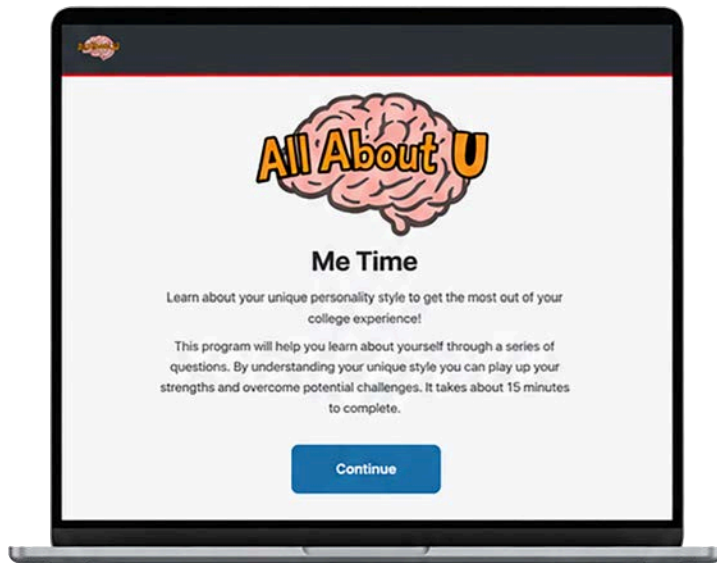 All About U
All About U
Me Time
Learn about your unique personality style to get the most out of your
college experience!
This program will help you learn about yourself through a series of
questions. By understanding your unique style you can play up your
strengths and overcome potential challenges. It takes about 15 minutes
to complete.
Continue